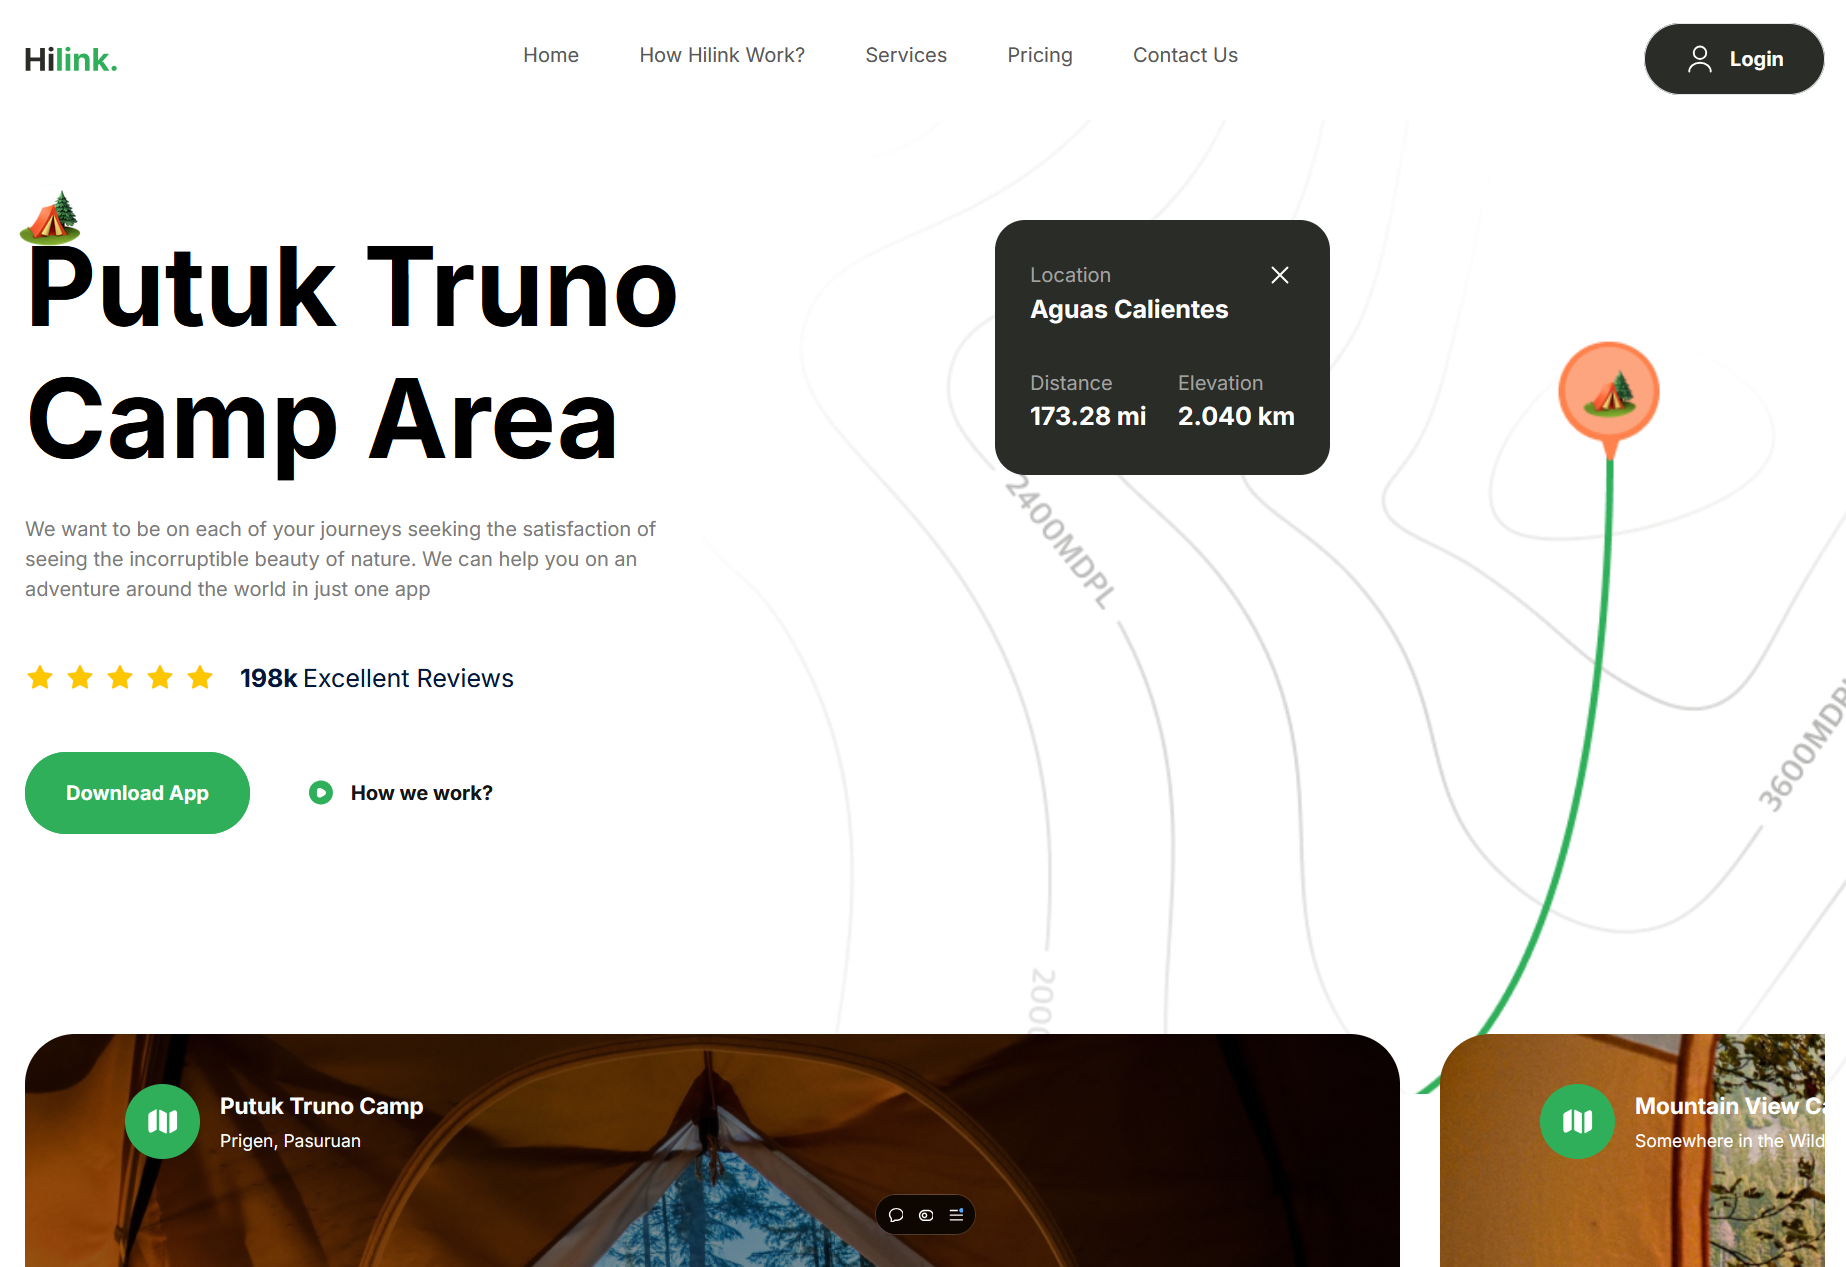 Hilink.
Home
How Hilink Work?
Services
Pricing
Contact Us
Login
Putuk Truno
Camp Area
We want to be on each of your journeys seeking the satisfaction of
seeing the incorruptible beauty of nature. We can help you on an
adventure around the world in just one app
198k Excellent Reviews
Download App
How we work?
Location
Aguas Calientes
Distance
173.28 mi
Elevation
2.040 km
2400MDPL
3600MDPL
2000
Putuk Truno Camp
Prigen, Pasuruan
Mountain View
Somewhere in the Wild